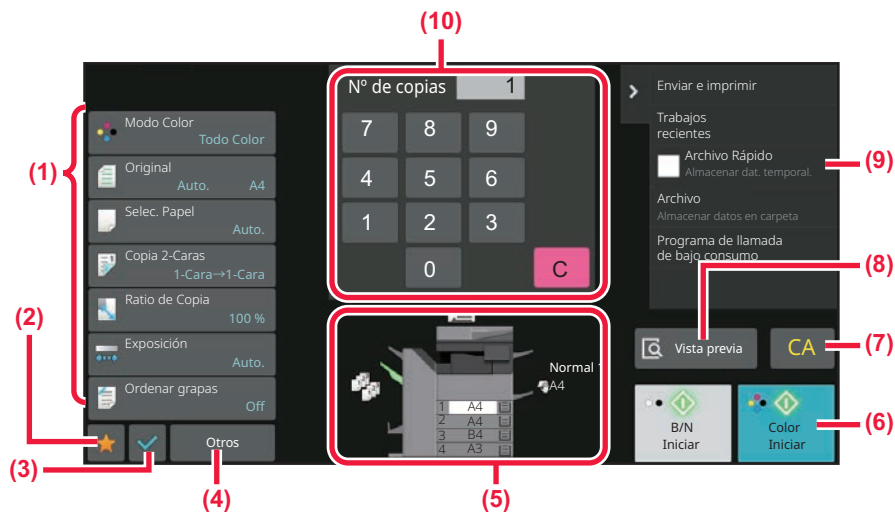 (10)
Nº de copias 1
7 8 9
4 5 6
1 2 3
0 C
(1)
Modo Color
Todo Color
Original
Auto. A4
Selec. Papel
Auto.
Copia 2-Caras
1-Cara→1-Cara
Ratio de Copia
100 %
Exposición
Auto.
Ordenar grapas
Off
(2)
(3)
Otros
(4)
Normal 1
A4
1 A4
2 A4
3 B4
4 A3
(5)
Enviar e imprimir
Trabajos
recientes
Archivo Rápido
Almacenar dat. temporal.
(9)
Archivo
Almacenar datos en carpeta
Programa de llamada
de bajo consumo
(8)
Vista previa
CA
(7)
B/N
Iniciar
Color
Iniciar
(6)